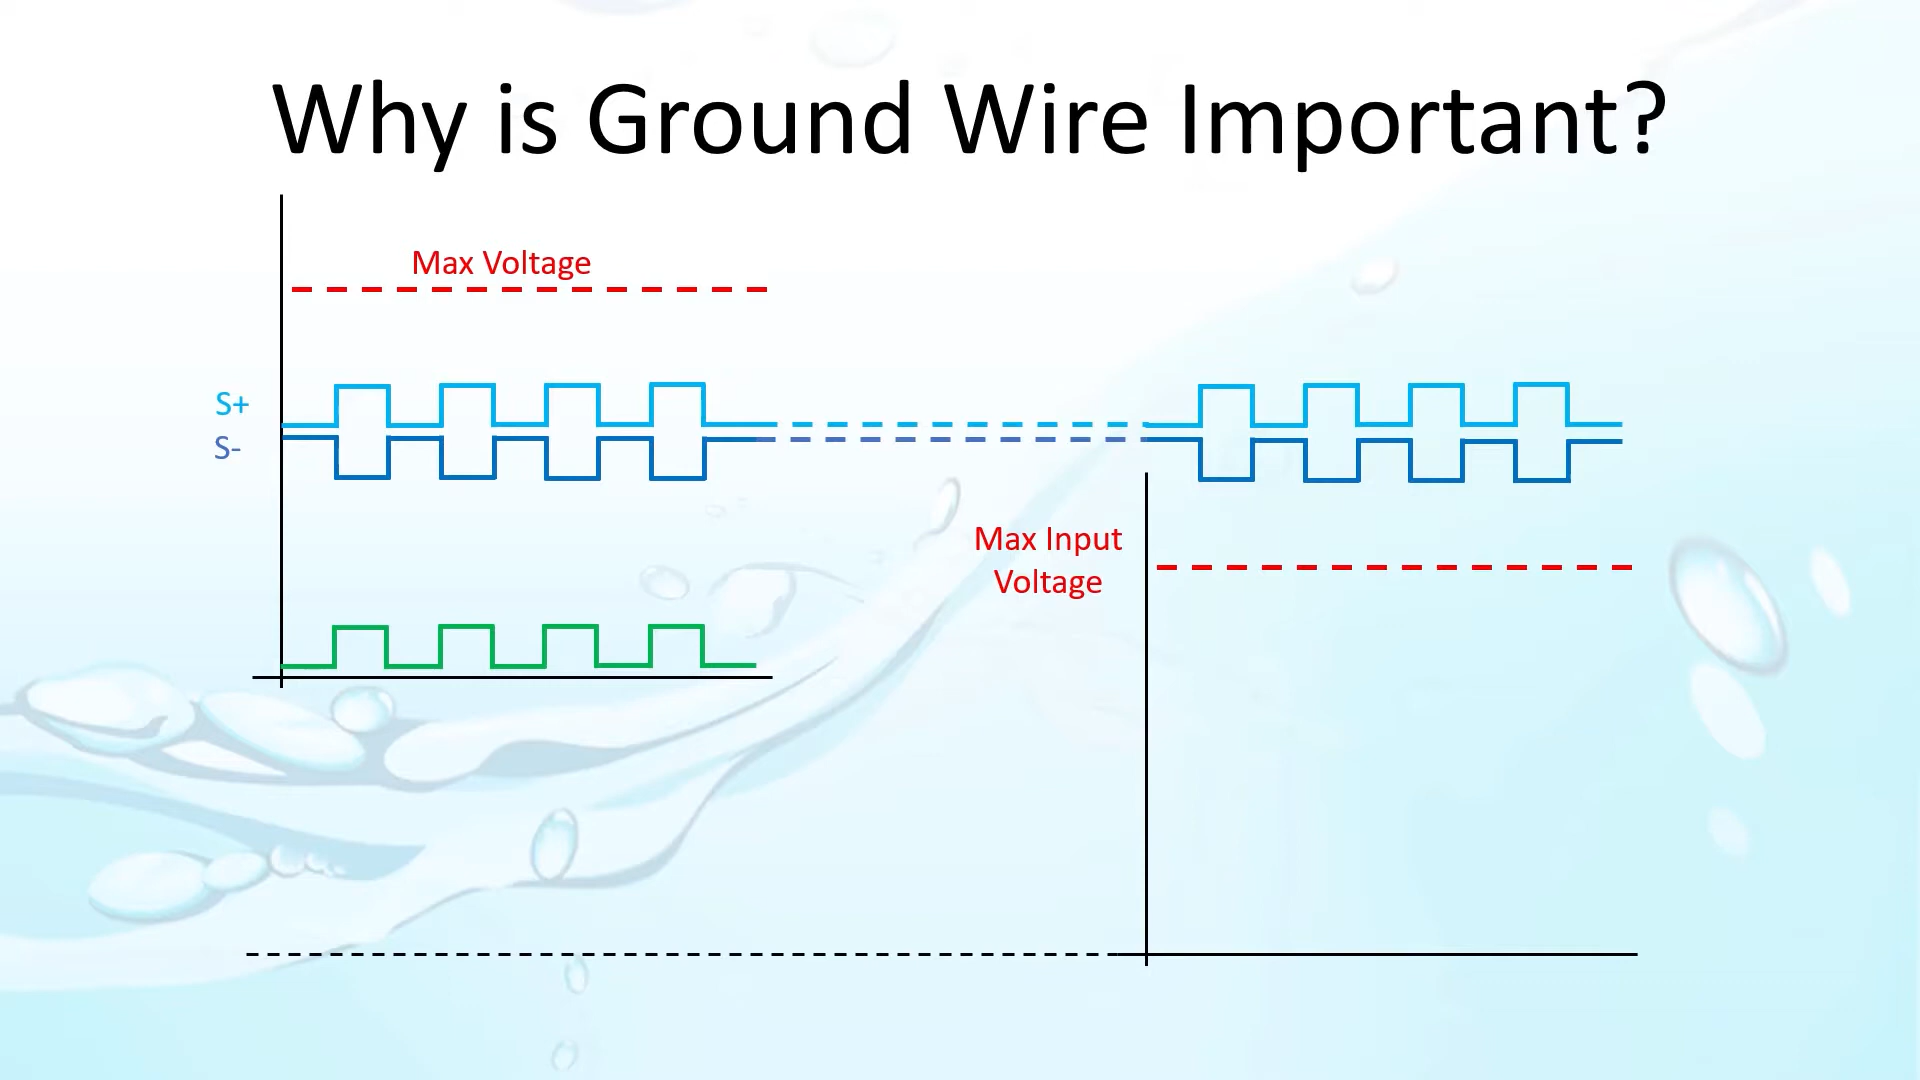 Why is Ground Wire Important?
Max Voltage
S+
S-
Max Input
Voltage